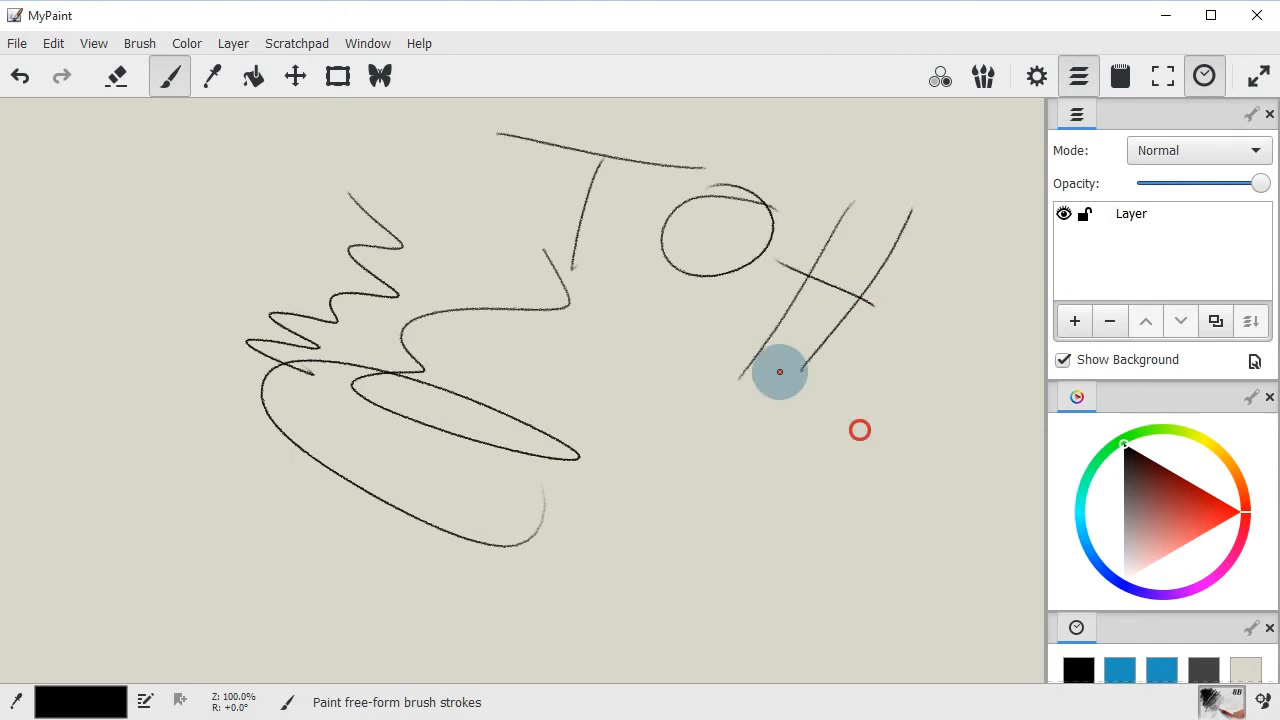 MyPaint
File Edit View Brush Color Layer Scratchpad Window Help
Mode: Normal
Opacity:
Layer
Show Background
Z: 100.0%
R: +0.0°
Paint free-form brush strokes
8B